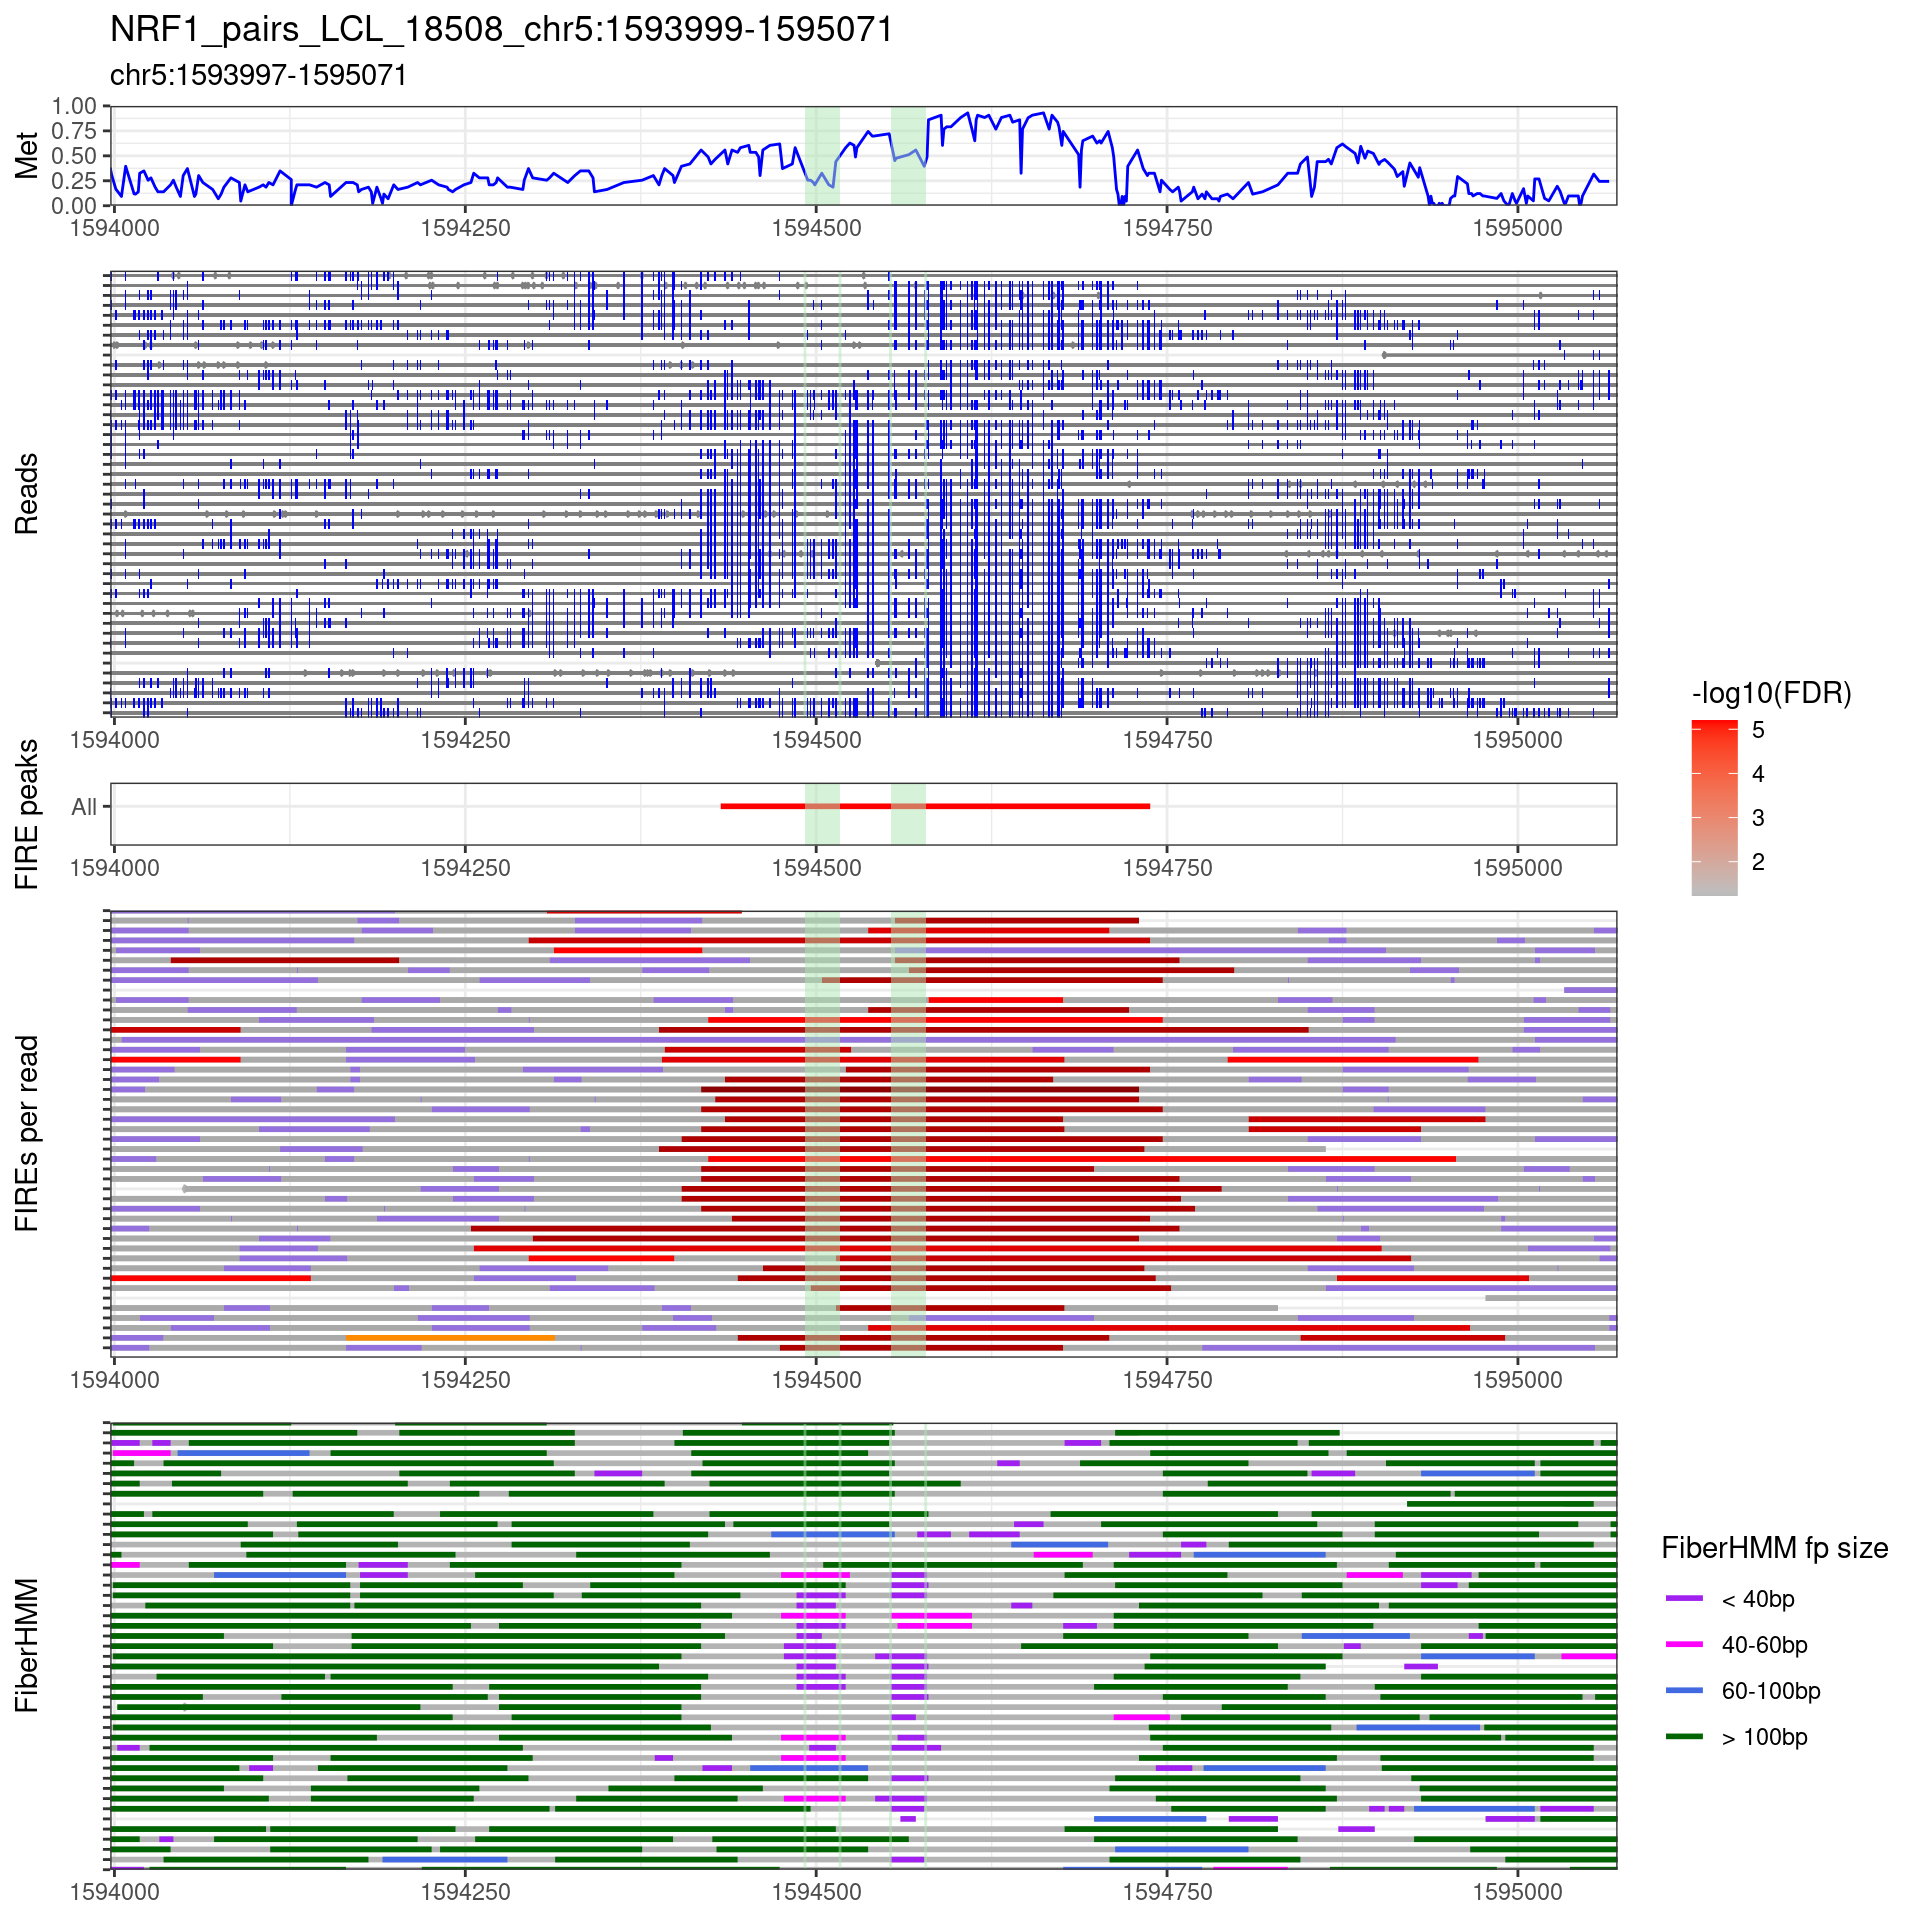 NRF1_pairs_LCL_18508_chr5:1593999-1595071
chr5:1593997-1595071
Met
1.00
0.75
0.50
0.25
0.00
1594000 1594250 1594500 1594750 1595000
Reads
1594000 1594250 1594500 1594750 1595000
FIRE peaks
All
1594000 1594250 1594500 1594750 1595000
-log10(FDR)
5
4
3
2
FIREs per read
1594000 1594250 1594500 1594750 1595000
FiberHMM
1594000 1594250 1594500 1594750 1595000
FiberHMM fp size
< 40bp
40-60bp
60-100bp
> 100bp